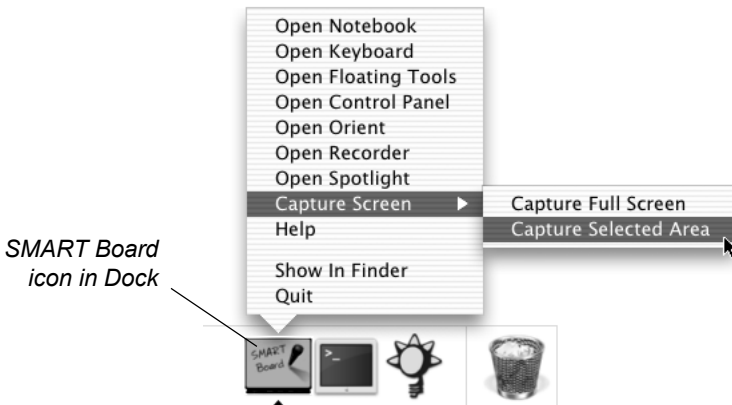 Open Notebook
Open Keyboard
Open Floating Tools
Open Control Panel
Open Orient
Open Recorder
Open Spotlight
Capture Screen
Capture Full Screen
Help
Capture Selected Area
Show In Finder
Quit
SMART Board
icon in Dock
SMART
Board
>_